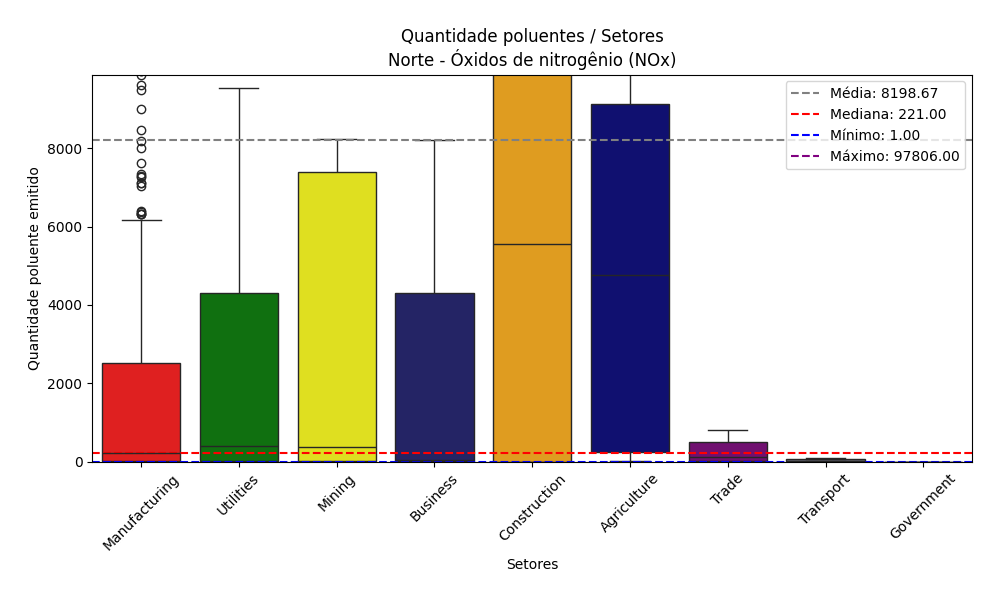 Quantidade poluentes / Setores
Norte - Óxidos de nitrogênio (NOx)
Média: 8198.67
Mediana: 221.00
Mínimo: 1.00
Máximo: 97806.00
Quantidade poluente emitido
8000
6000
4000
2000
0
Manufacturing
Utilities
Mining
Business
Construction
Agriculture
Trade
Transport
Government
Setores